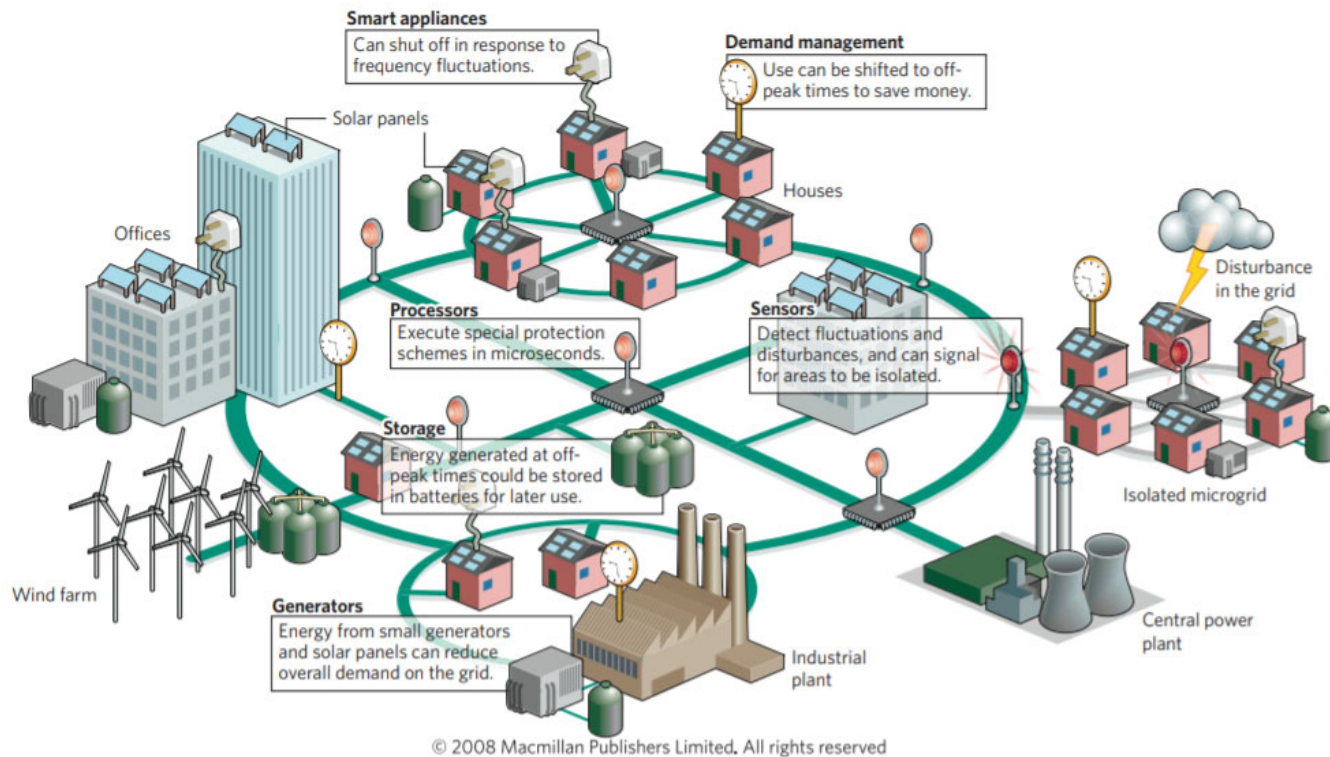 Smart appliances
Can shut off in response to
frequency fluctuations.
Demand management
Use can be shifted to off-
peak times to save money.
Solar panels
Houses
Offices
Disturbance
in the grid
Processors
Execute special protection
schemes in microseconds.
Sensors
Detect fluctuations and
disturbances, and can signal
for areas to be isolated.
Storage
Energy generated at off-
peak times could be stored
in batteries for later use.
Isolated microgrid
Wind farm
Generators
Energy from small generators
and solar panels can reduce
overall demand on the grid.
Industrial
plant
Central power
plant
© 2008 Macmillan Publishers Limited. All rights reserved